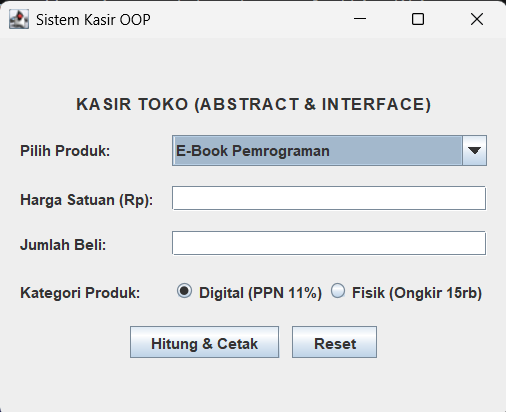 Sistem Kasir OOP
KASIR TOKO (ABSTRACT & INTERFACE)
Pilih Produk: E-Book Pemrograman
Harga Satuan (Rp):
Jumlah Beli:
Kategori Produk: Digital (PPN 11%) Fisik (Ongkir 15rb)
Hitung & Cetak Reset